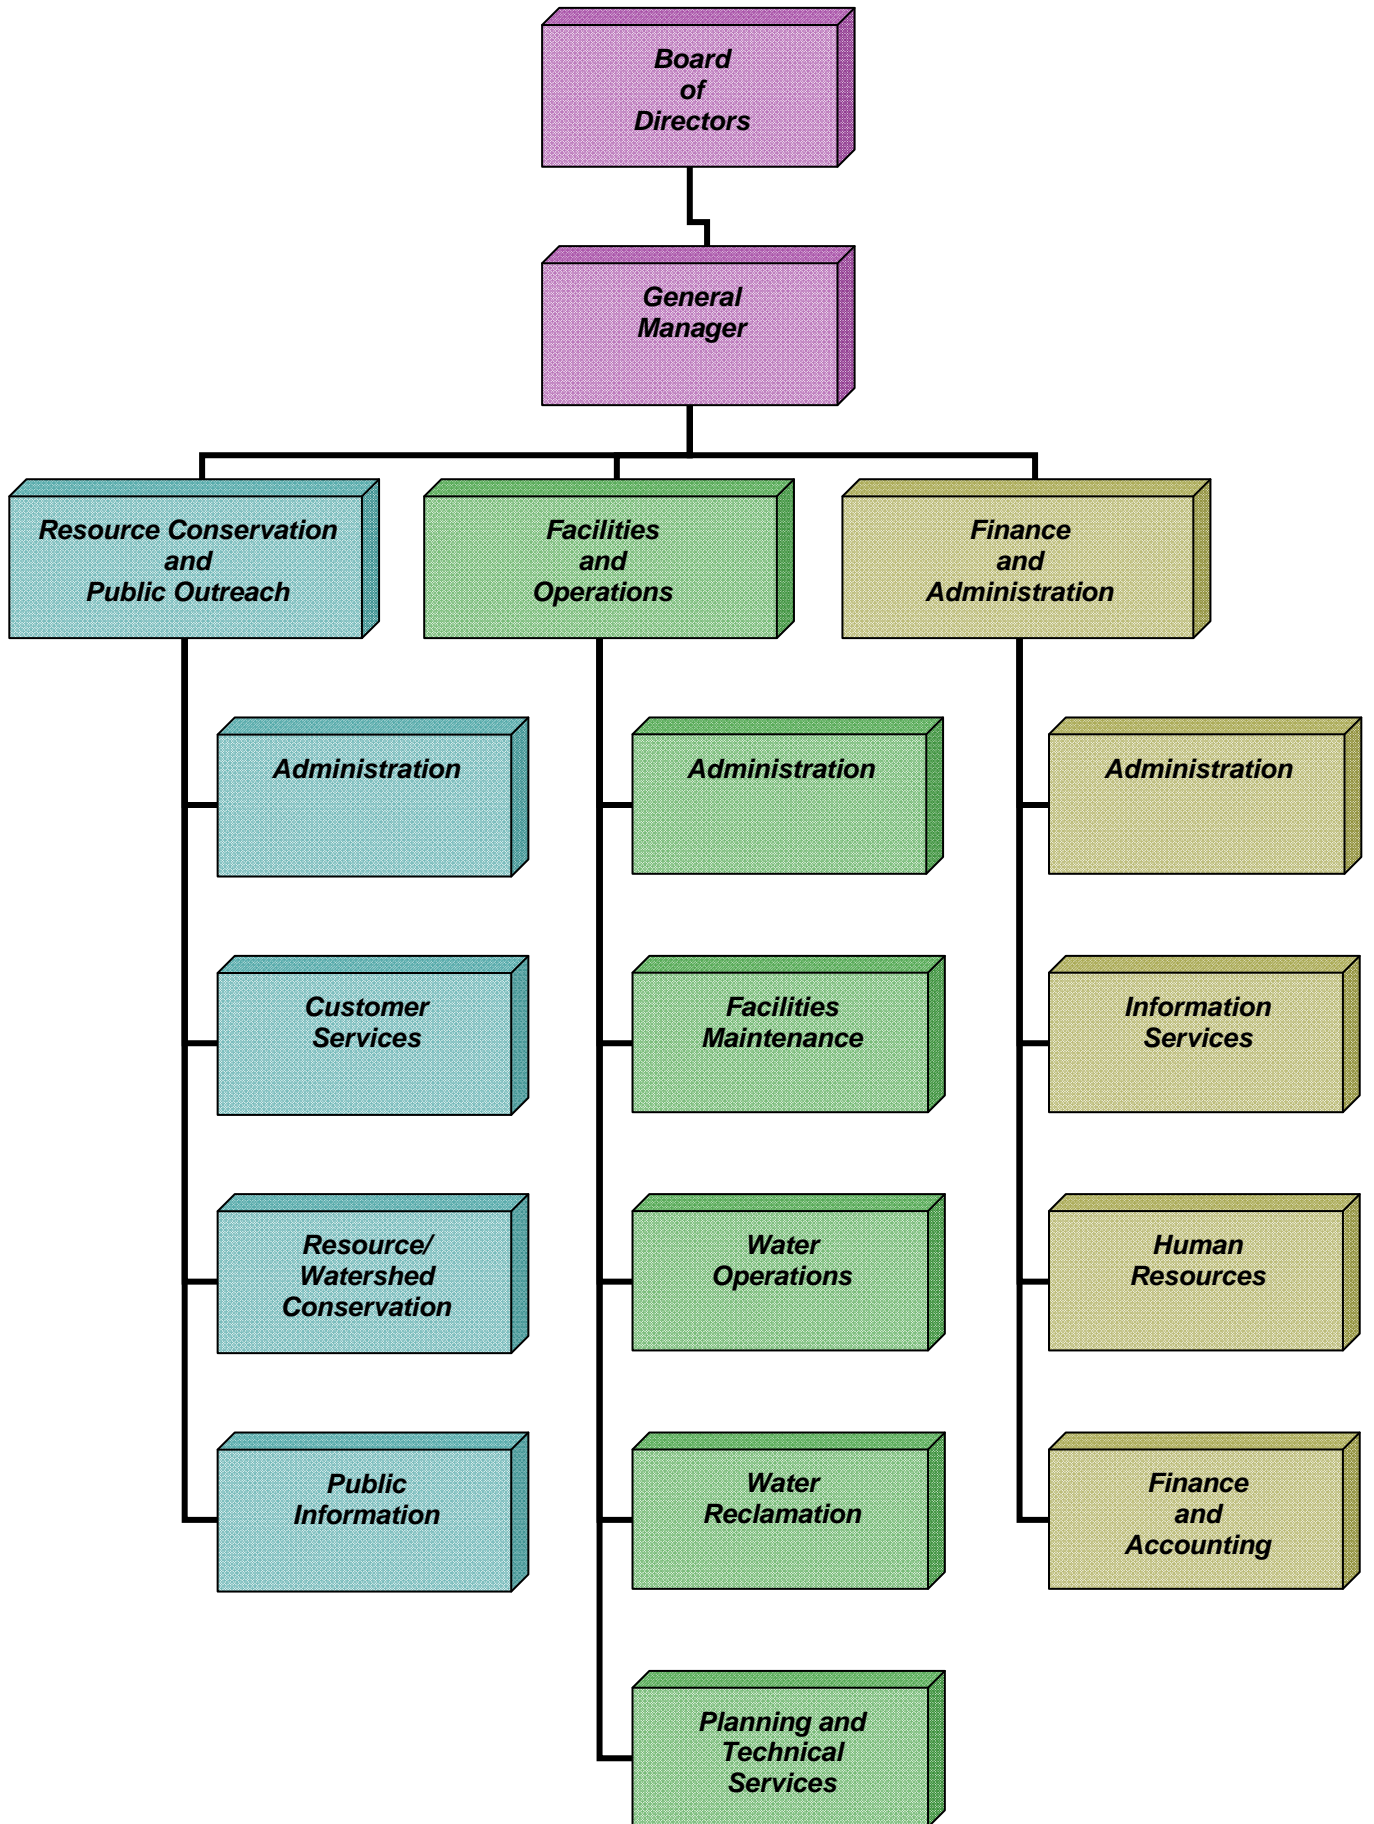 Board
of
Directors
General
Manager
Resource Conservation
and
Public Outreach
Facilities
and
Operations
Finance
and
Administration
Administration
Customer
Services
Resource/
Watershed
Conservation
Public
Information
Administration
Facilities
Maintenance
Water
Operations
Water
Reclamation
Planning and
Technical
Services
Administration
Information
Services
Human
Resources
Finance
and
Accounting